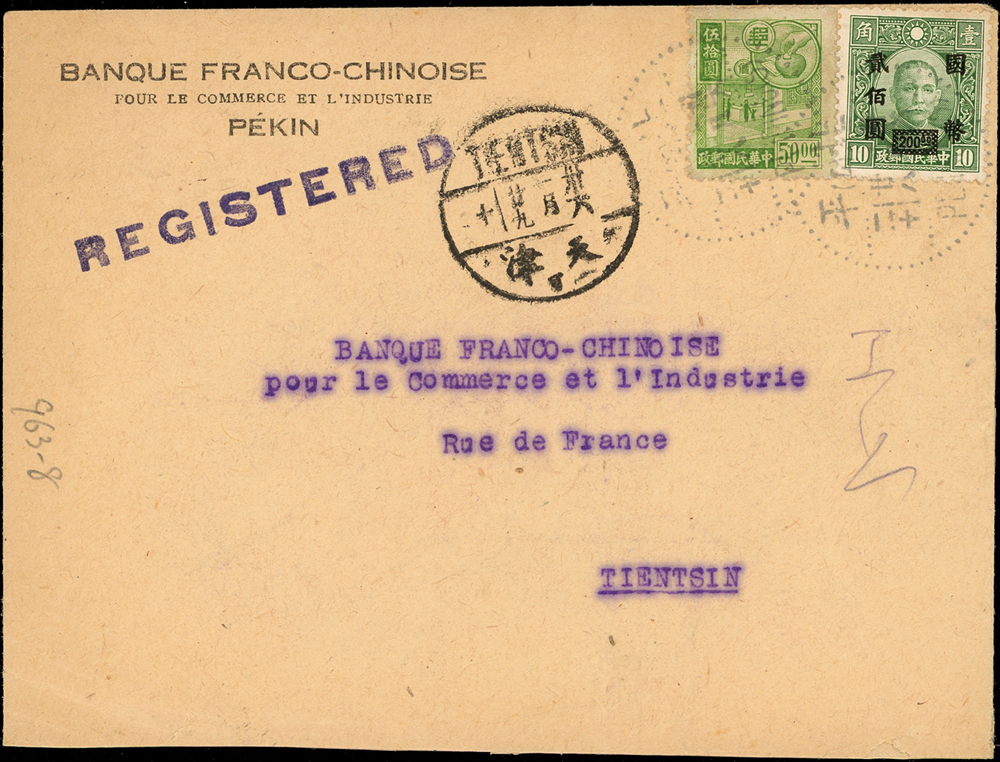 BANQUE FRANCO-CHINOISE
POUR LE COMMERCE ET L'INDUSTRIE
PÉKIN
REGISTERED
TIENTSIN
天津
伍拾圓
中華民國郵政
50 00
角 壹
國幣
貳佰圓
200 00
10 中華民國郵政 10
BANQUE FRANCO-CHINOISE
pour le Commerce et l'Industrie
Rue de France
TIENTSIN
963-8